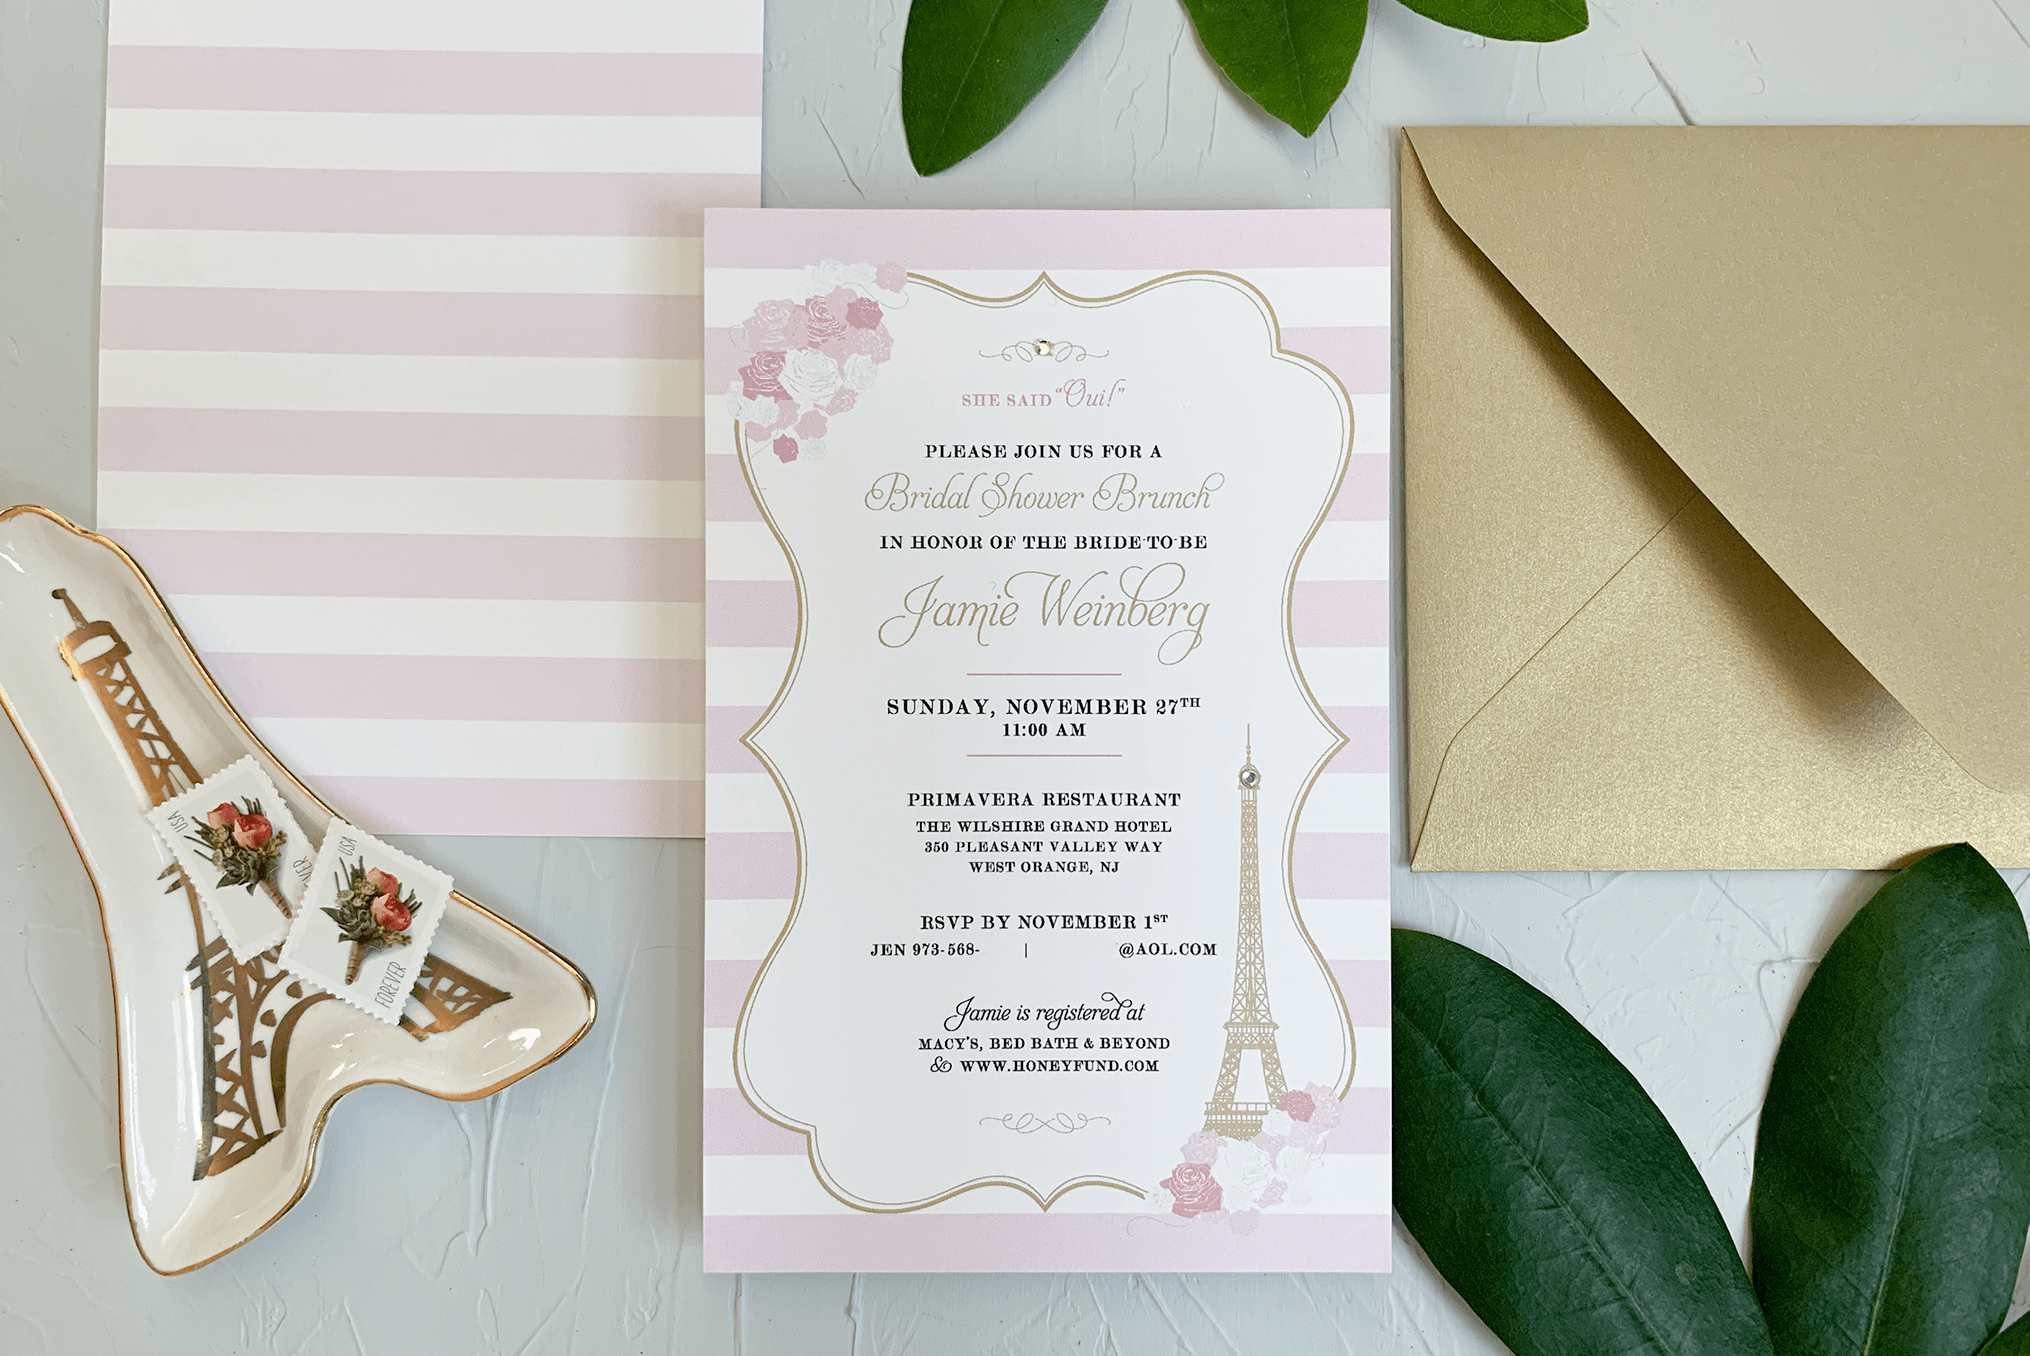 SHE SAID "Oui!"
PLEASE JOIN US FOR A
Bridal Shower Brunch
IN HONOR OF THE BRIDE-TO-BE
Jamie Weinberg
SUNDAY, NOVEMBER 27TH
11:00 AM
PRIMAVERA RESTAURANT
THE WILSHIRE GRAND HOTEL
350 PLEASANT VALLEY WAY
WEST ORANGE, NJ
RSVP BY NOVEMBER 1ST
JEN 973-568- | @AOL.COM
Jamie is registered at
MACY'S, BED BATH & BEYOND
& WWW.HONEYFUND.COM
USA
USA
FOREVER